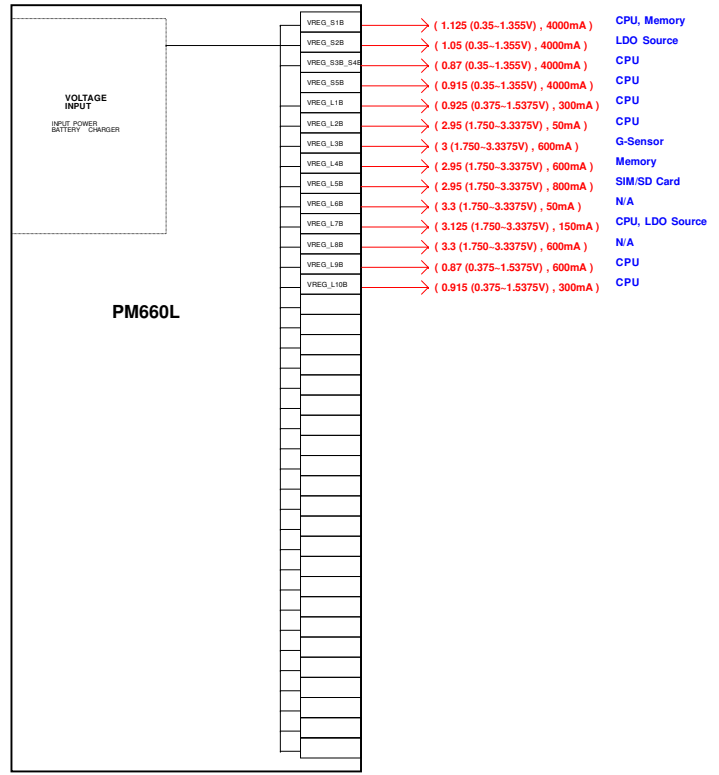 VREG_S1B ( 1.125 (0.35~1.355V) , 4000mA ) CPU, Memory
VREG_S2B ( 1.05 (0.35~1.355V) , 4000mA ) LDO Source
VREG_S3B_S4B ( 0.87 (0.35~1.355V) , 4000mA ) CPU
VREG_S5B ( 0.915 (0.35~1.355V) , 4000mA ) CPU
VOLTAGE
INPUT
VREG_L1B ( 0.925 (0.375~1.5375V) , 300mA ) CPU
INPUT POWER
BATTERY CHARGER
VREG_L2B ( 2.95 (1.750~3.3375V) , 50mA ) CPU
VREG_L3B ( 3 (1.750~3.3375V) , 600mA ) G-Sensor
VREG_L4B ( 2.95 (1.750~3.3375V) , 600mA ) Memory
VREG_L5B ( 2.95 (1.750~3.3375V) , 800mA ) SIM/SD Card
VREG_L6B ( 3.3 (1.750~3.3375V) , 50mA ) N/A
VREG_L7B ( 3.125 (1.750~3.3375V) , 150mA ) CPU, LDO Source
VREG_L8B ( 3.3 (1.750~3.3375V) , 600mA ) N/A
VREG_L9B ( 0.87 (0.375~1.5375V) , 600mA ) CPU
VREG_L10B ( 0.915 (0.375~1.5375V) , 300mA ) CPU
PM660L